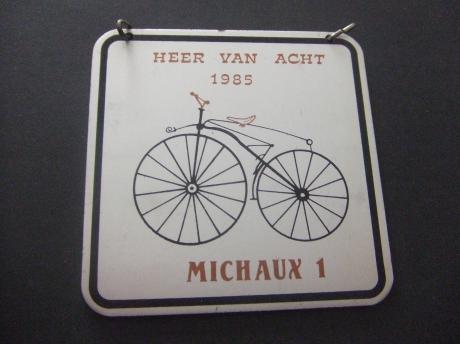 HEER VAN ACHT
1985
MICHAUX 1